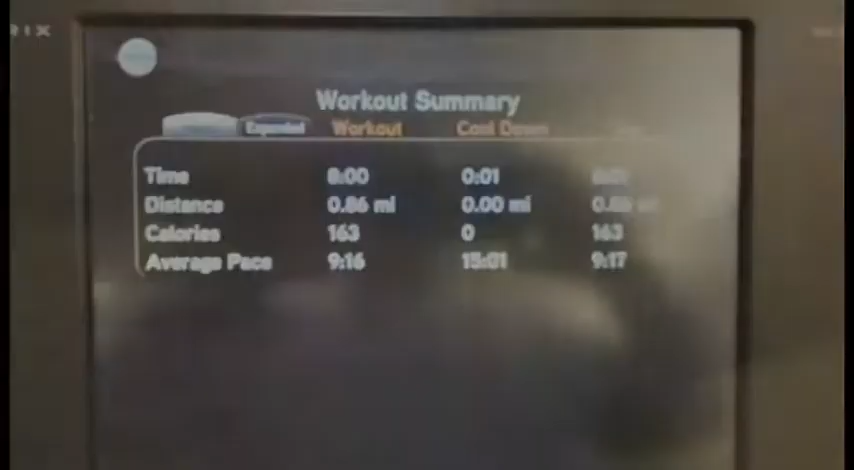 Workout Summary
Expanded Workout Cool Down
Time 8:00 0:01
Distance 0.86 mi 0.00 mi
Calories 163 0 163
Average Pace 9:16 15:01 9:17